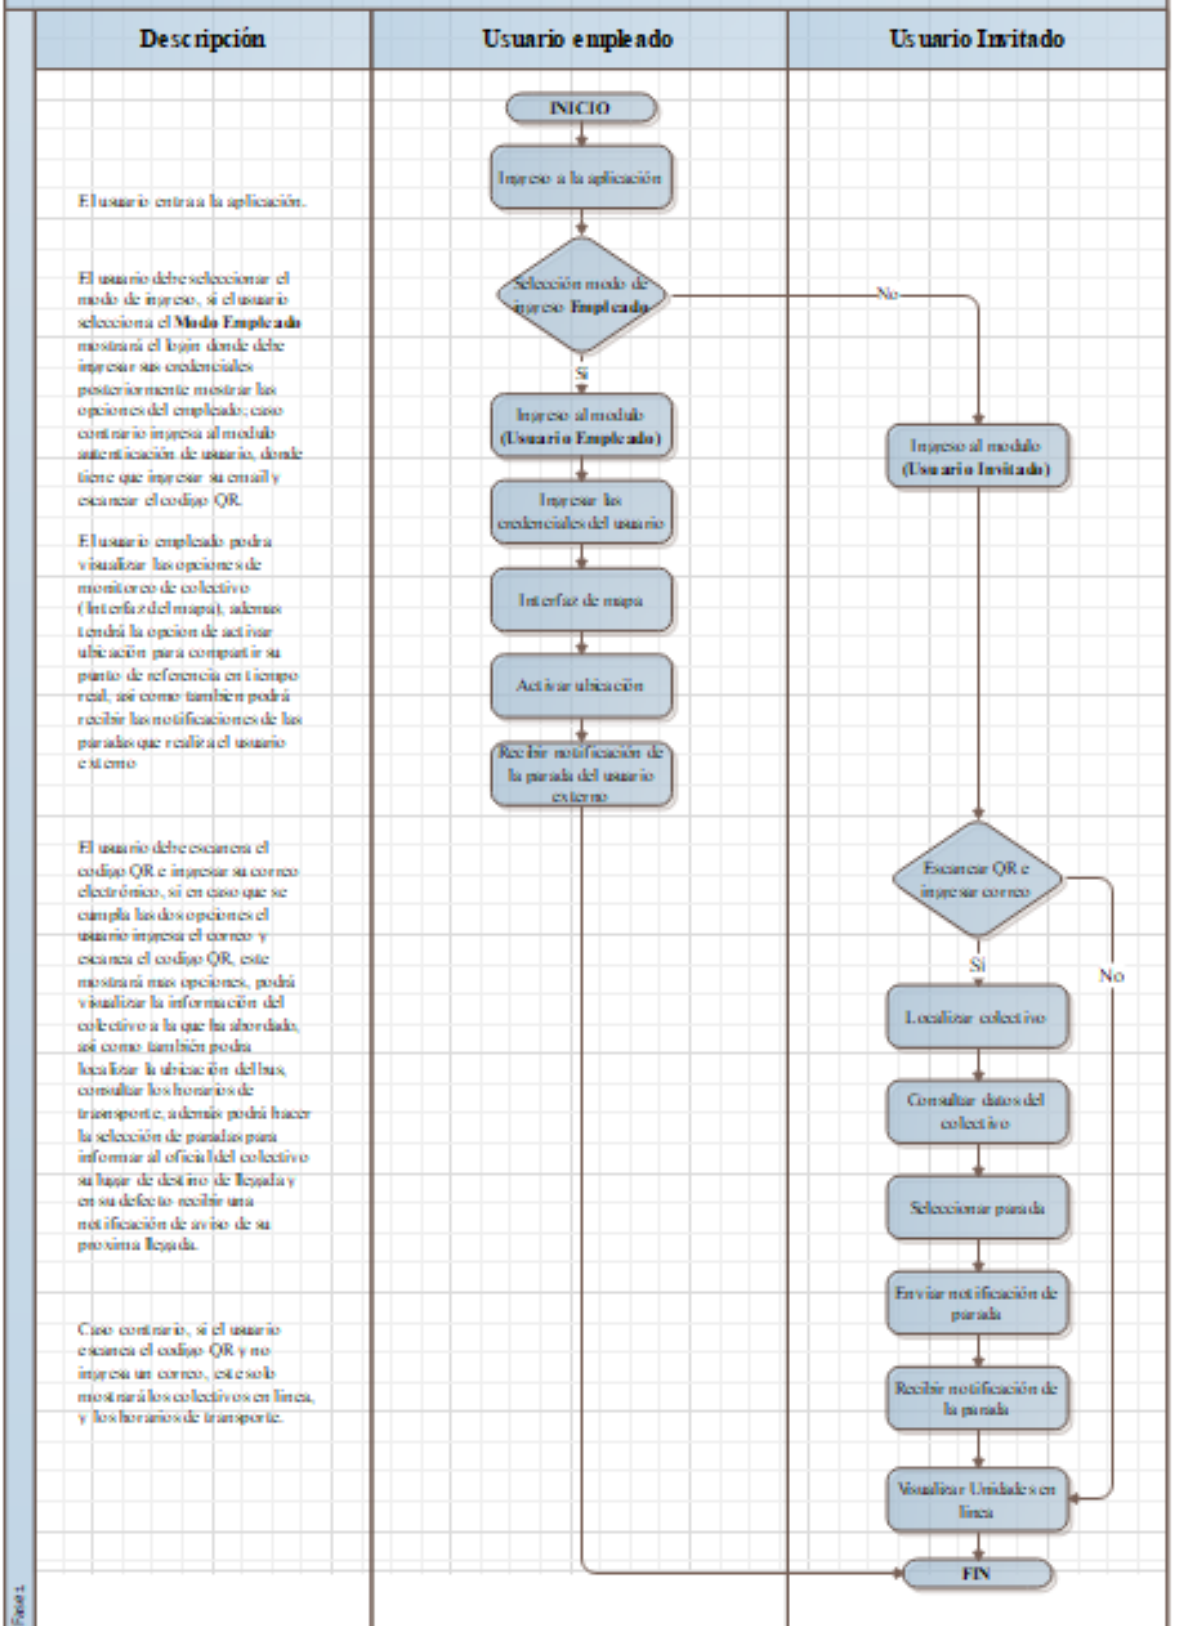 Descripción
Usuario empleado
Usuario Invitado
INICIO
Ingreso a la aplicación
El usuario entra a la aplicación.
Selección modo de
ingreso Empleado
No
Si
El usuario debe seleccionar el
modo de ingreso, si el usuario
selecciona el Modo Empleado
mostrará el login donde debe
ingresar sus credenciales
posteriormente mostrar las
opciones del empleado; caso
contrario ingresa al modulo
autenticación de usuario, donde
tiene que ingresar su email y
escanear el codigo QR.
Ingreso al modulo
(Usuario Empleado)
Ingreso al modulo
(Usuario Invitado)
Ingresar las
credenciales del usuario
Interfaz de mapa
Activar ubicación
Recibir notificación de
la parada del usuario
externo
El usuario empleado podra
visualizar las opciones de
monitoreo de colectivo
(Interfaz del mapa), además
tendrá la opción de activar
ubicación para compartir su
punto de referencia en tiempo
real, así como tambien podrá
recibir las notificaciones de las
paradas que realiza el usuario
externo
El usuario debe escanera el
codigo QR e ingresar su correo
electrónico, si en caso que se
cumpla las dos opciones el
usuario ingresa el correo y
escanea el codigo QR, este
mostrará mas opciones, podrá
visualizar la información del
colectivo a la que ha abordado,
así como también podra
localizar la ubicación del bus,
consultar los horarios de
transporte, además podrá hacer
la selección de paradas para
informar al oficial del colectivo
su lugar de destino de llegada y
en su defecto recibir una
notificación de aviso de su
proxima llegada.
Escanear QR e
ingresar correo
Si
No
Localizar colectivo
Consultar datos del
colectivo
Seleccionar parada
Enviar notificación de
parada
Recibir notificación de
la parada
Visualizar Unidades en
linea
FIN
Caso contrario, si el usuario
escanea el codigo QR y no
ingresa un correo, este solo
mostrará los colectivos en linea,
y los horarios de transporte.
Fase 1